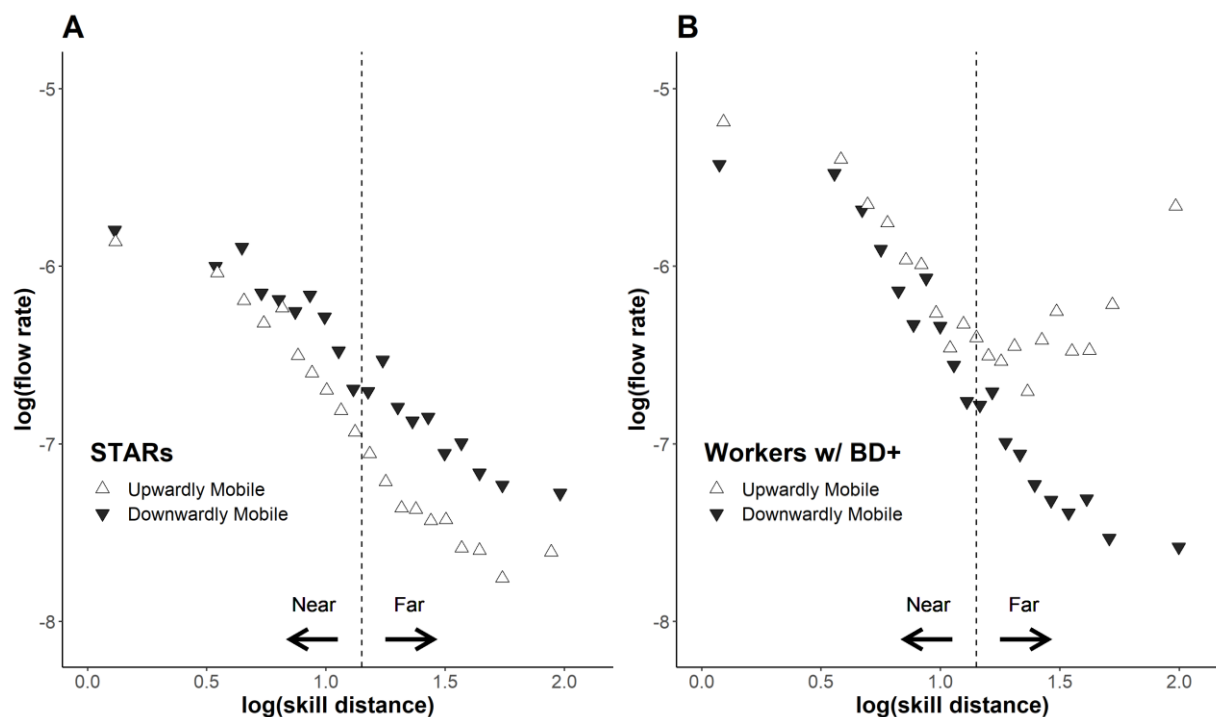 A
-5
-6
-7
-8
log(flow rate)
STARs
Upwardly Mobile
Downwardly Mobile
Near
Far
0.0
0.5
1.0
1.5
2.0
log(skill distance)
B
-5
-6
-7
-8
log(flow rate)
Workers w/ BD+
Upwardly Mobile
Downwardly Mobile
Near
Far
0.0
0.5
1.0
1.5
2.0
log(skill distance)